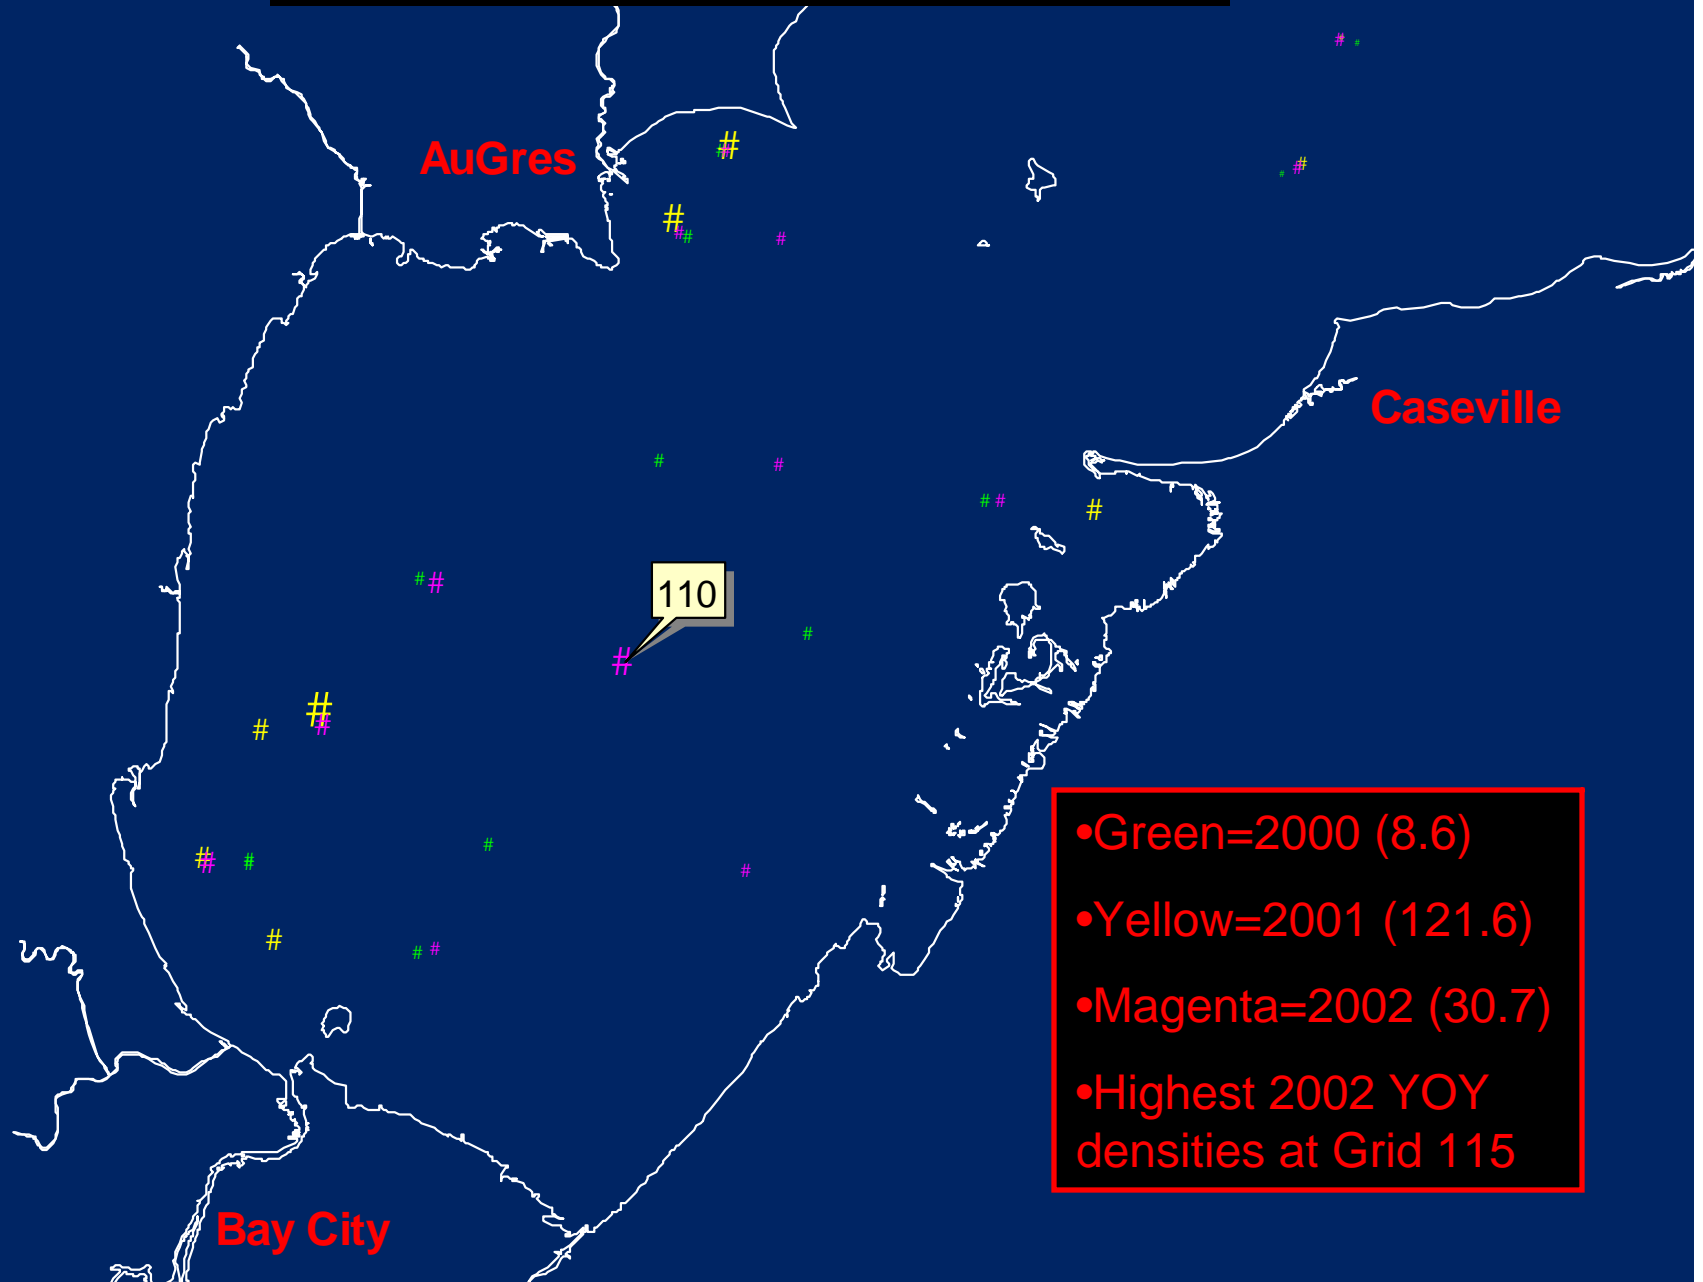 AuGres
Caseville
110
•Green=2000 (8.6)
•Yellow=2001 (121.6)
•Magenta=2002 (30.7)
•Highest 2002 YOY
densities at Grid 115
Bay City